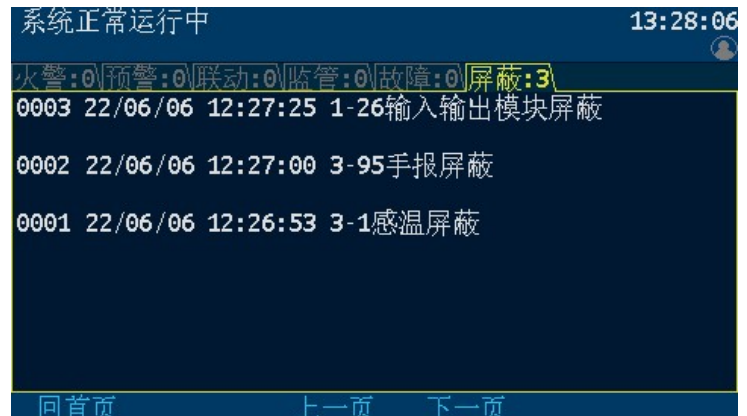 系统正常运行中 13:28:06
火警:0 预警:0 联动:0 监管:0 故障:0 屏蔽:3
0003 22/06/06 12:27:25 1-26输入输出模块屏蔽
0002 22/06/06 12:27:00 3-95手报屏蔽
0001 22/06/06 12:26:53 3-1感温屏蔽
回首页 上一页 下一页